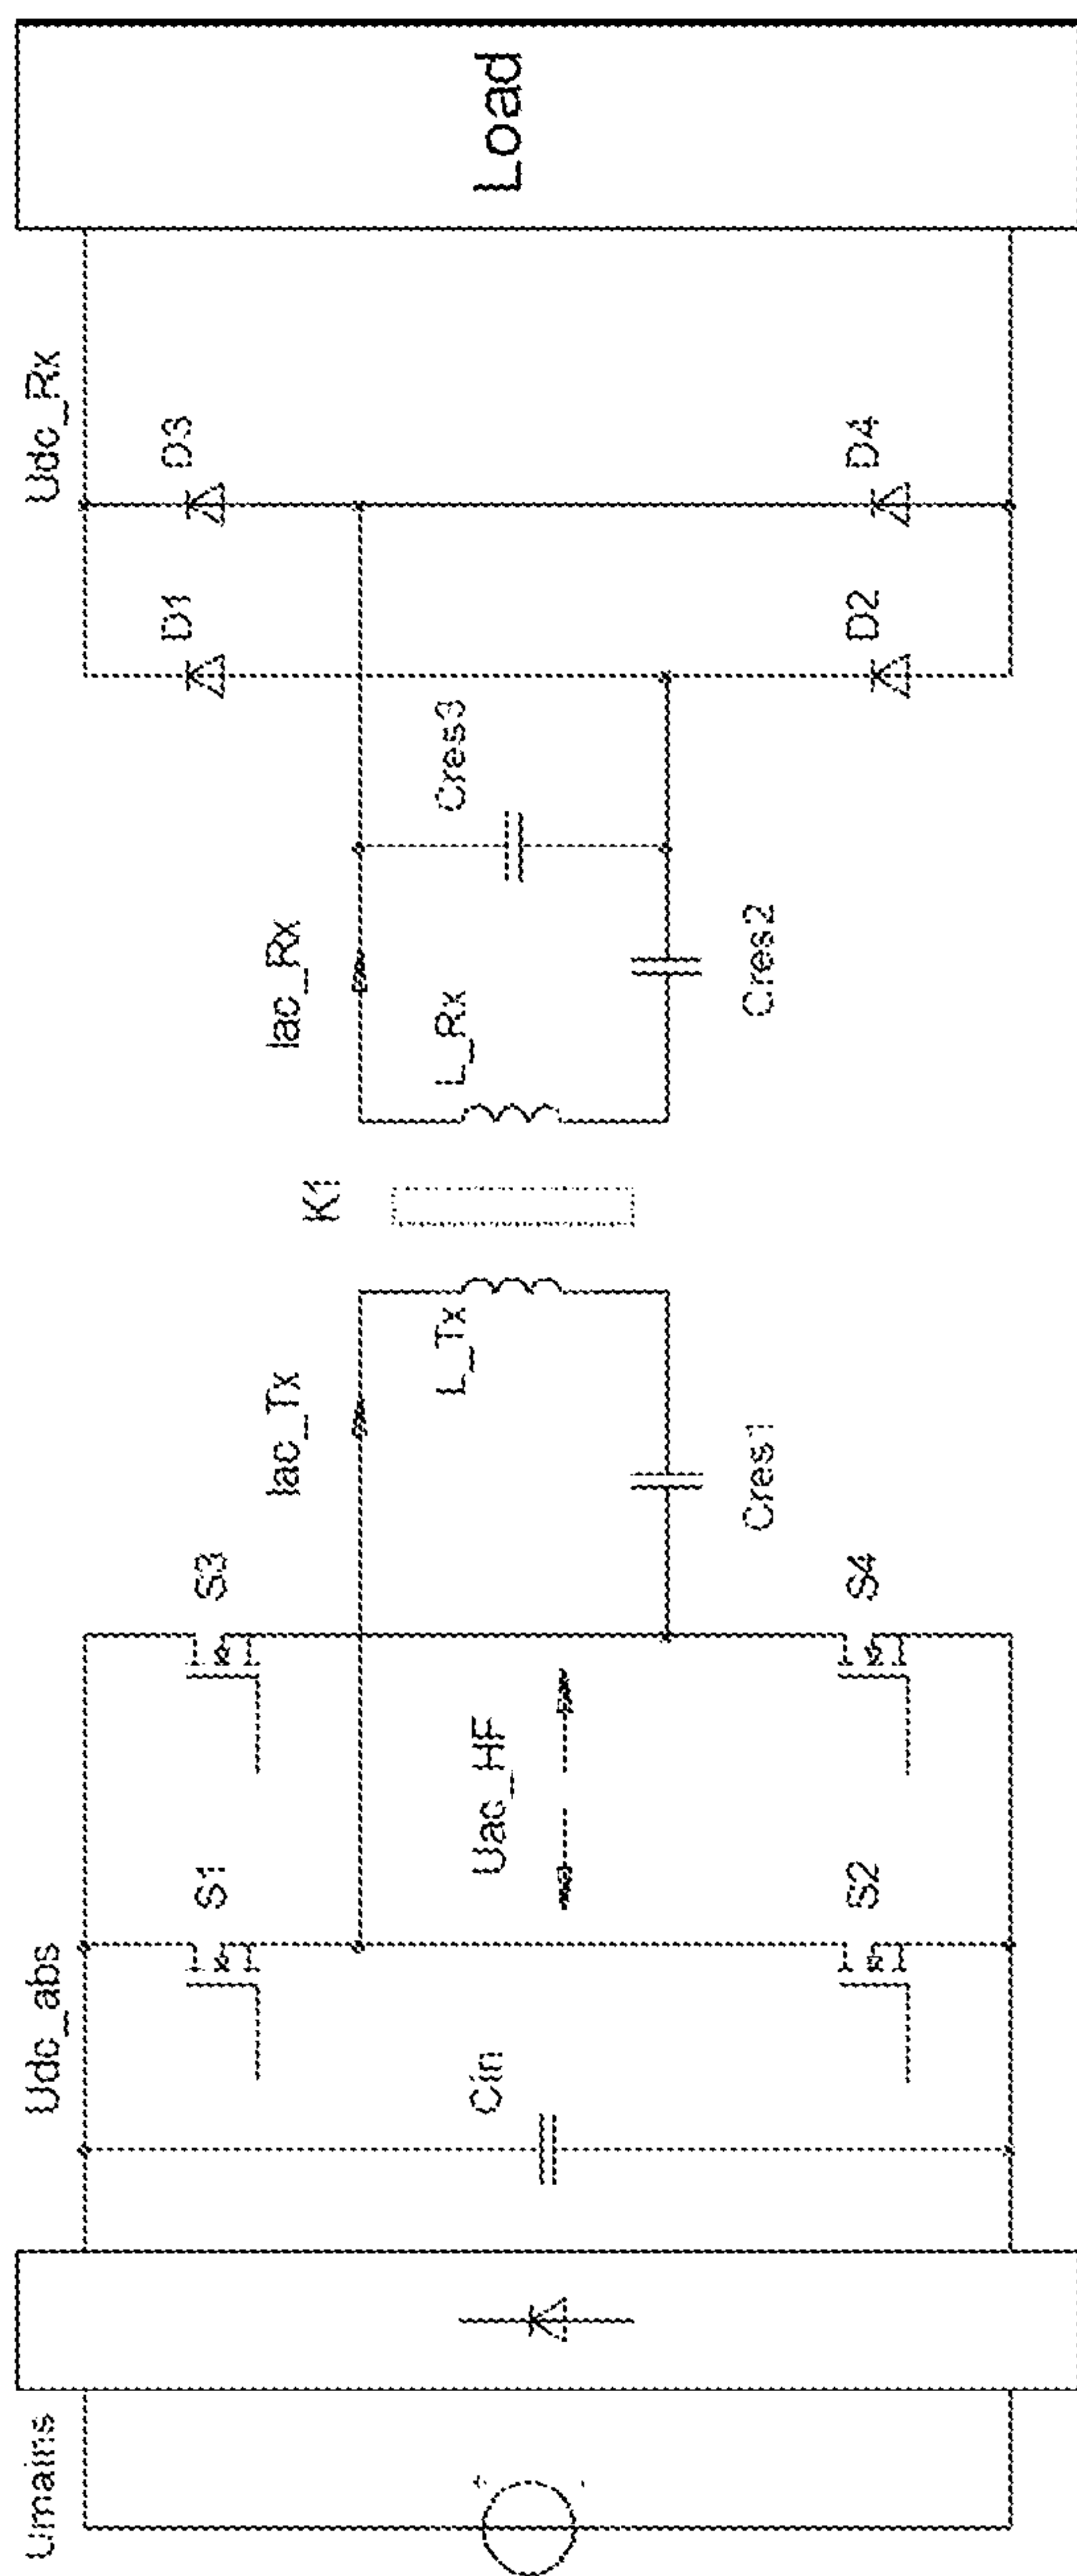 Umains
Udc_abs
Cin
S1
S2
Uac_HF
S3
S4
Iac_Tx
L_Tx
Cres1
K1
Iac_Rx
L_Rx
Cres2
Cres3
D1
D2
Udc_Rx
D3
D4
Load